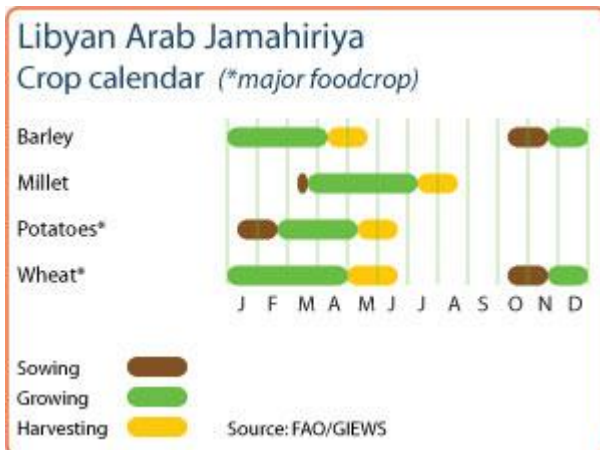 Libyan Arab Jamahiriya
Crop calendar (*major foodcrop)
Barley
Millet
Potatoes*
Wheat*
J F M A M J J A S O N D
Sowing
Growing
Harvesting Source: FAO/GIEWS